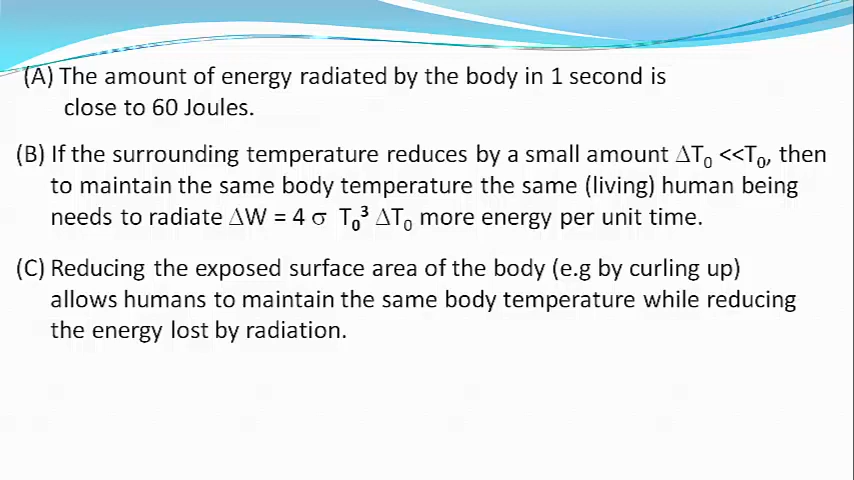 (A) The amount of energy radiated by the body in 1 second is
close to 60 Joules.
(B) If the surrounding temperature reduces by a small amount ∆T₀ <<T₀, then
to maintain the same body temperature the same (living) human being
needs to radiate ∆W = 4 σ T₀³ ∆T₀ more energy per unit time.
(C) Reducing the exposed surface area of the body (e.g by curling up)
allows humans to maintain the same body temperature while reducing
the energy lost by radiation.